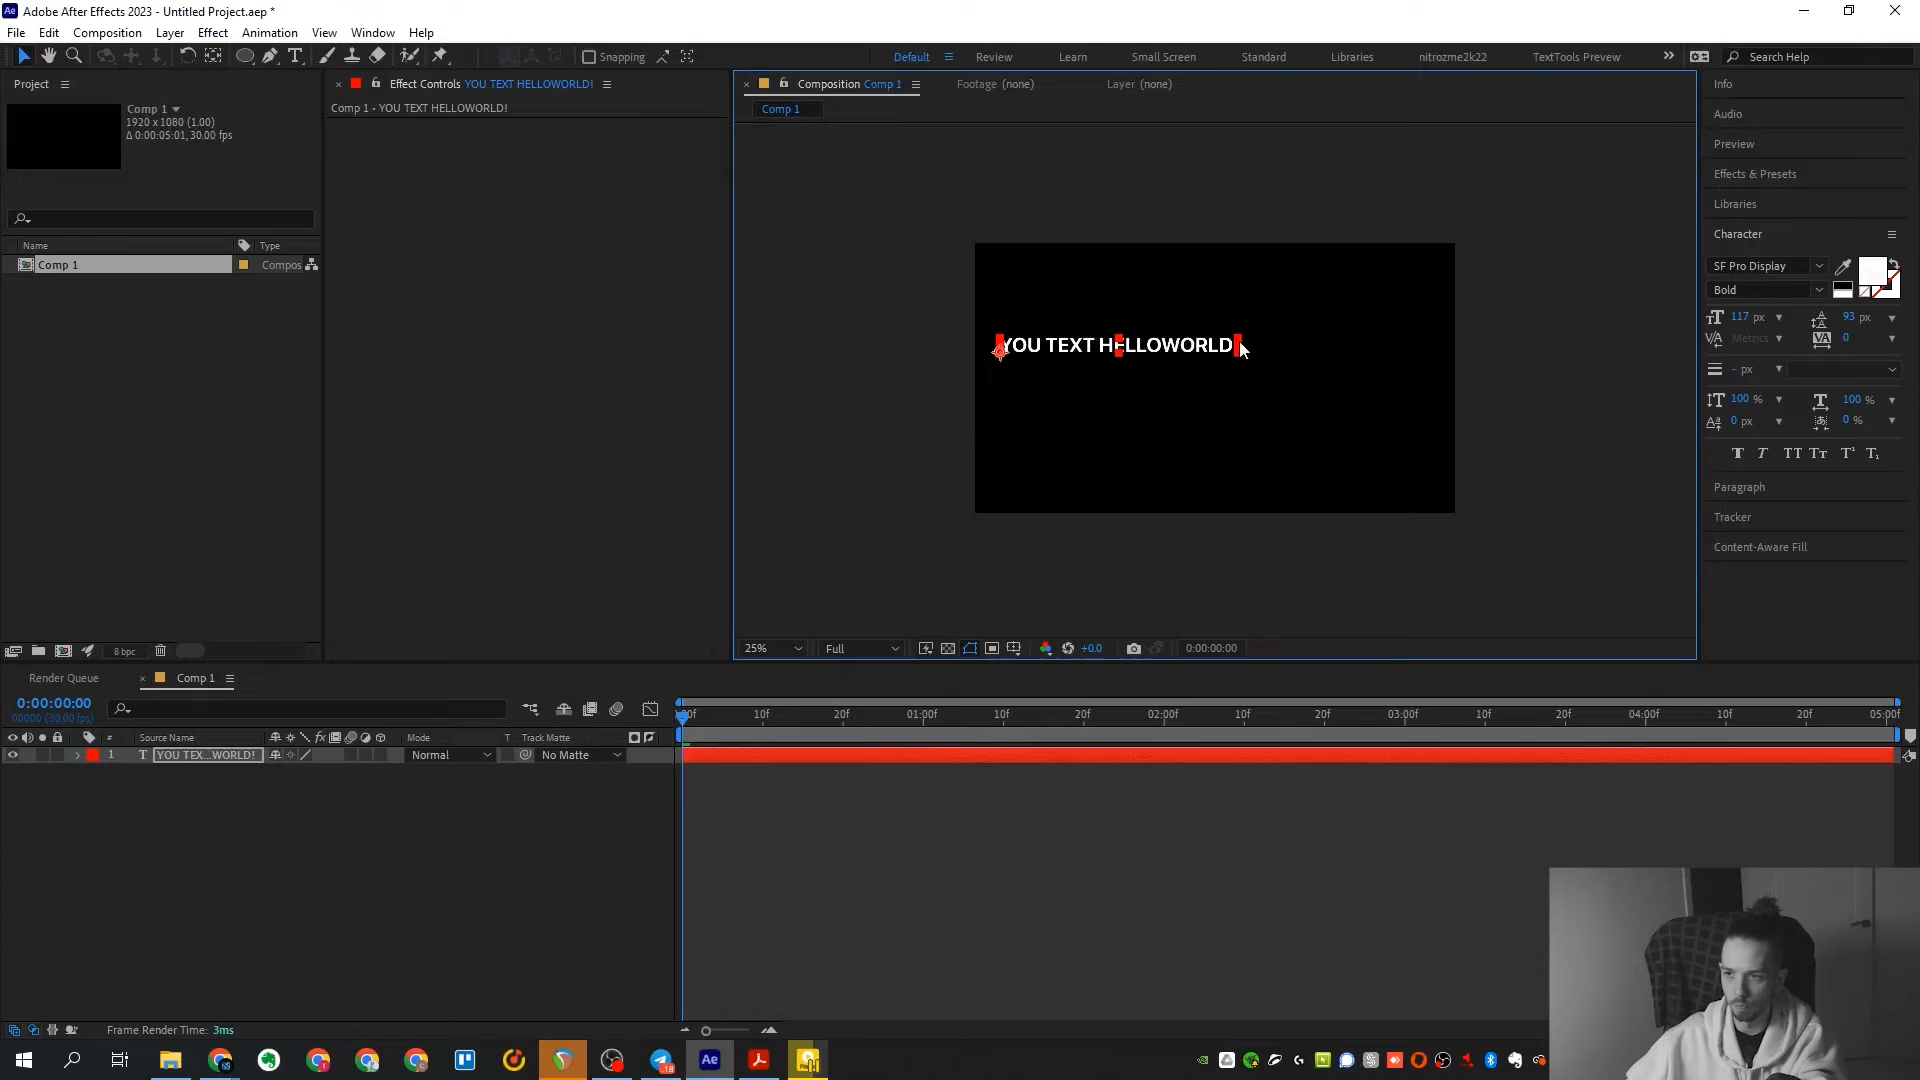 Adobe After Effects 2023 - Untitled Project.aep *
File Edit Composition Layer Effect Animation View Window Help
Snapping Default Review Learn Small Screen Standard Libraries nitrozme2k22 TextTools Preview Search Help
Project
Effect Controls YOU TEXT HELLOWORLD!
Composition Comp 1
Footage (none)
Layer (none)
Info
Comp 1
1920 x 1080 (1.00)
Δ 0:00:05:01, 30.00 fps
Comp 1 • YOU TEXT HELLOWORLD!
Comp 1
Audio
Preview
Effects & Presets
Libraries
Character
Name Type
Comp 1 Compos
SF Pro Display
Bold
117 px 93 px
Metrics 0
- px
100 % 100 %
0 px 0 %
YOU TEXT HELLOWORLD
Paragraph
Tracker
Content-Aware Fill
8 bpc
25% Full +0.0 0:00:00:00
Render Queue Comp 1
0:00:00:00
00000 (30.00 fps)
10f 20f 01:00f 10f 20f 02:00f 10f 20f 03:00f 10f 20f 04:00f 10f 20f 05:00f
# Source Name fx Mode T Track Matte
1 T YOU TEX...WORLD! Normal No Matte
Frame Render Time: 3ms
Ae